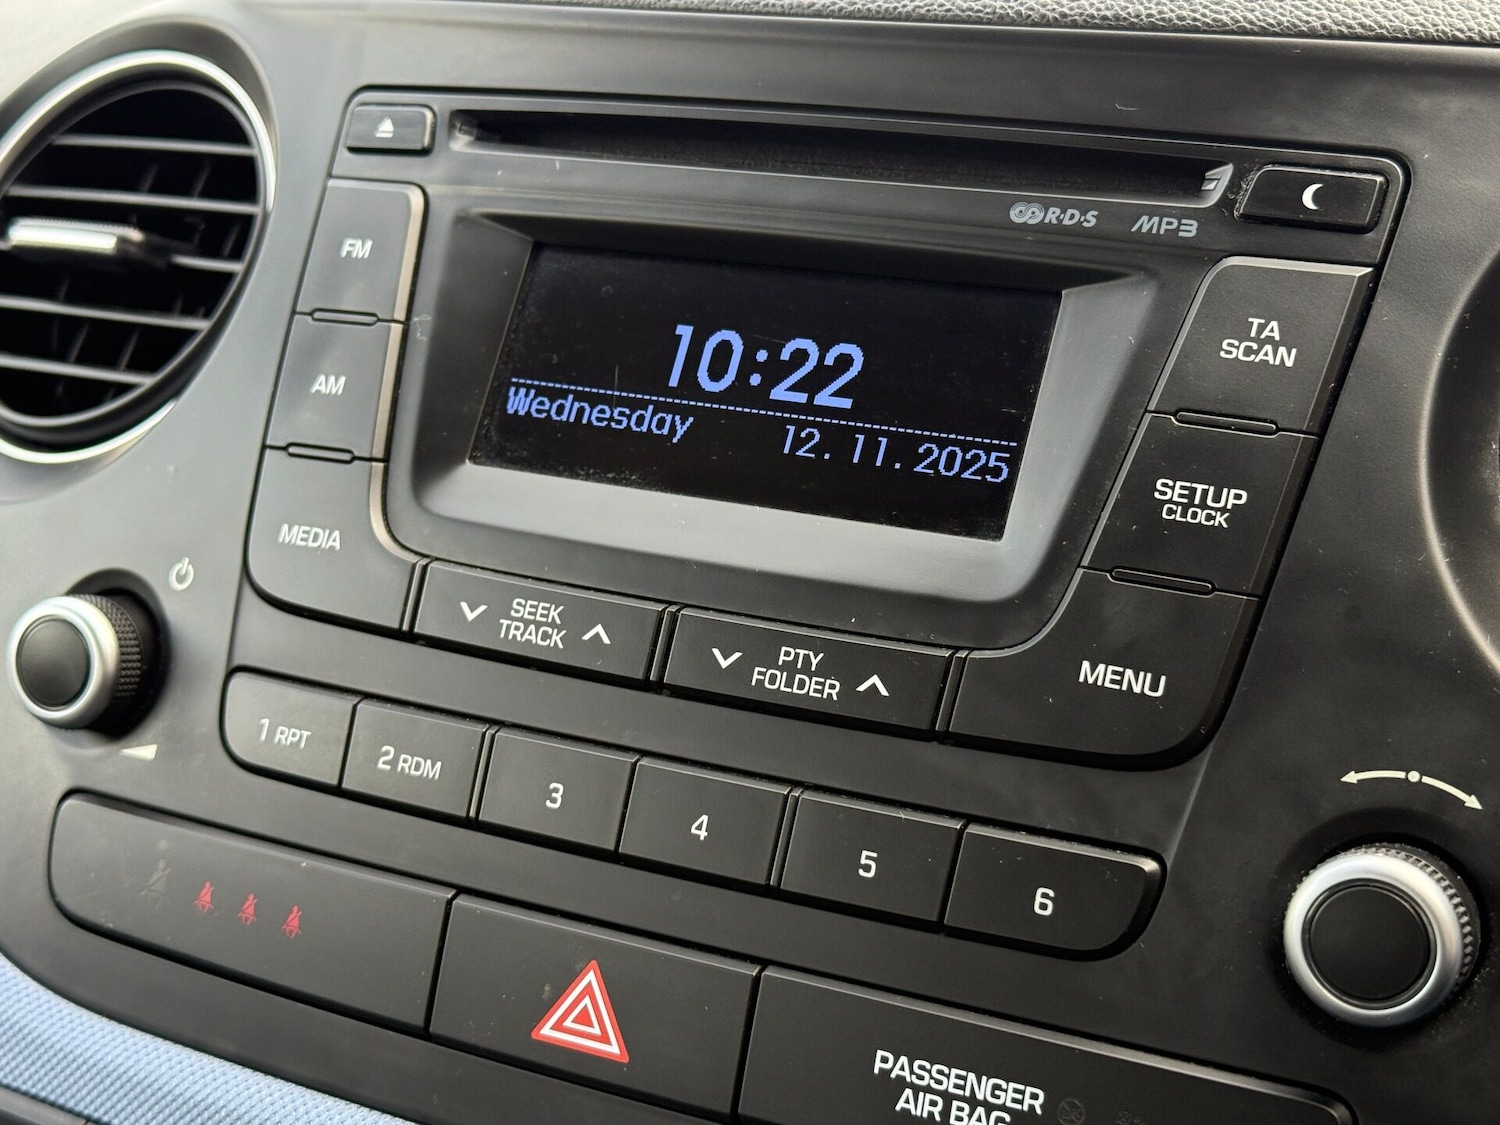 R·D·S MP3
FM
10:22
TA
SCAN
AM
Wednesday 12.11.2025
SETUP
CLOCK
MEDIA
SEEK
TRACK
PTY
FOLDER
MENU
1 RPT
2 RDM
3
4
5
6
PASSENGER
AIR BAG